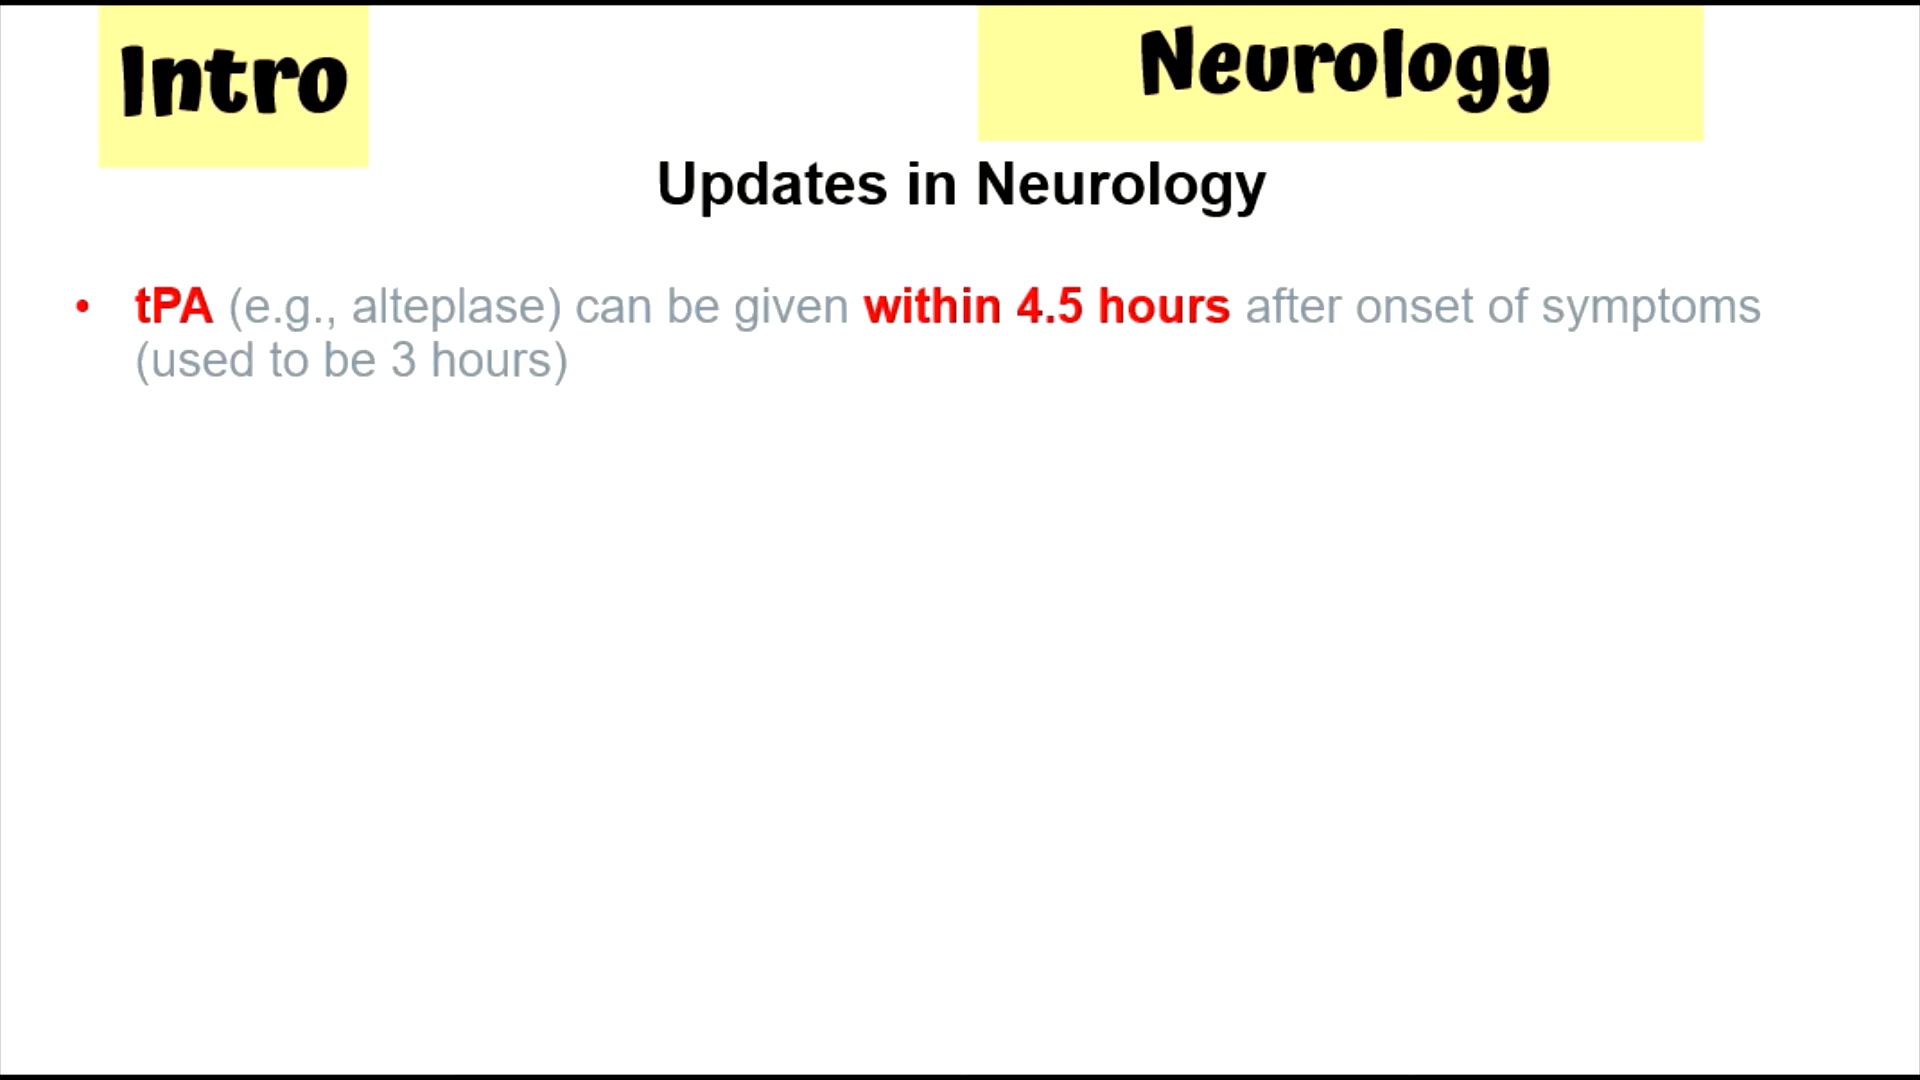 Intro
Neurology
Updates in Neurology
• tPA (e.g., alteplase) can be given within 4.5 hours after onset of symptoms
(used to be 3 hours)